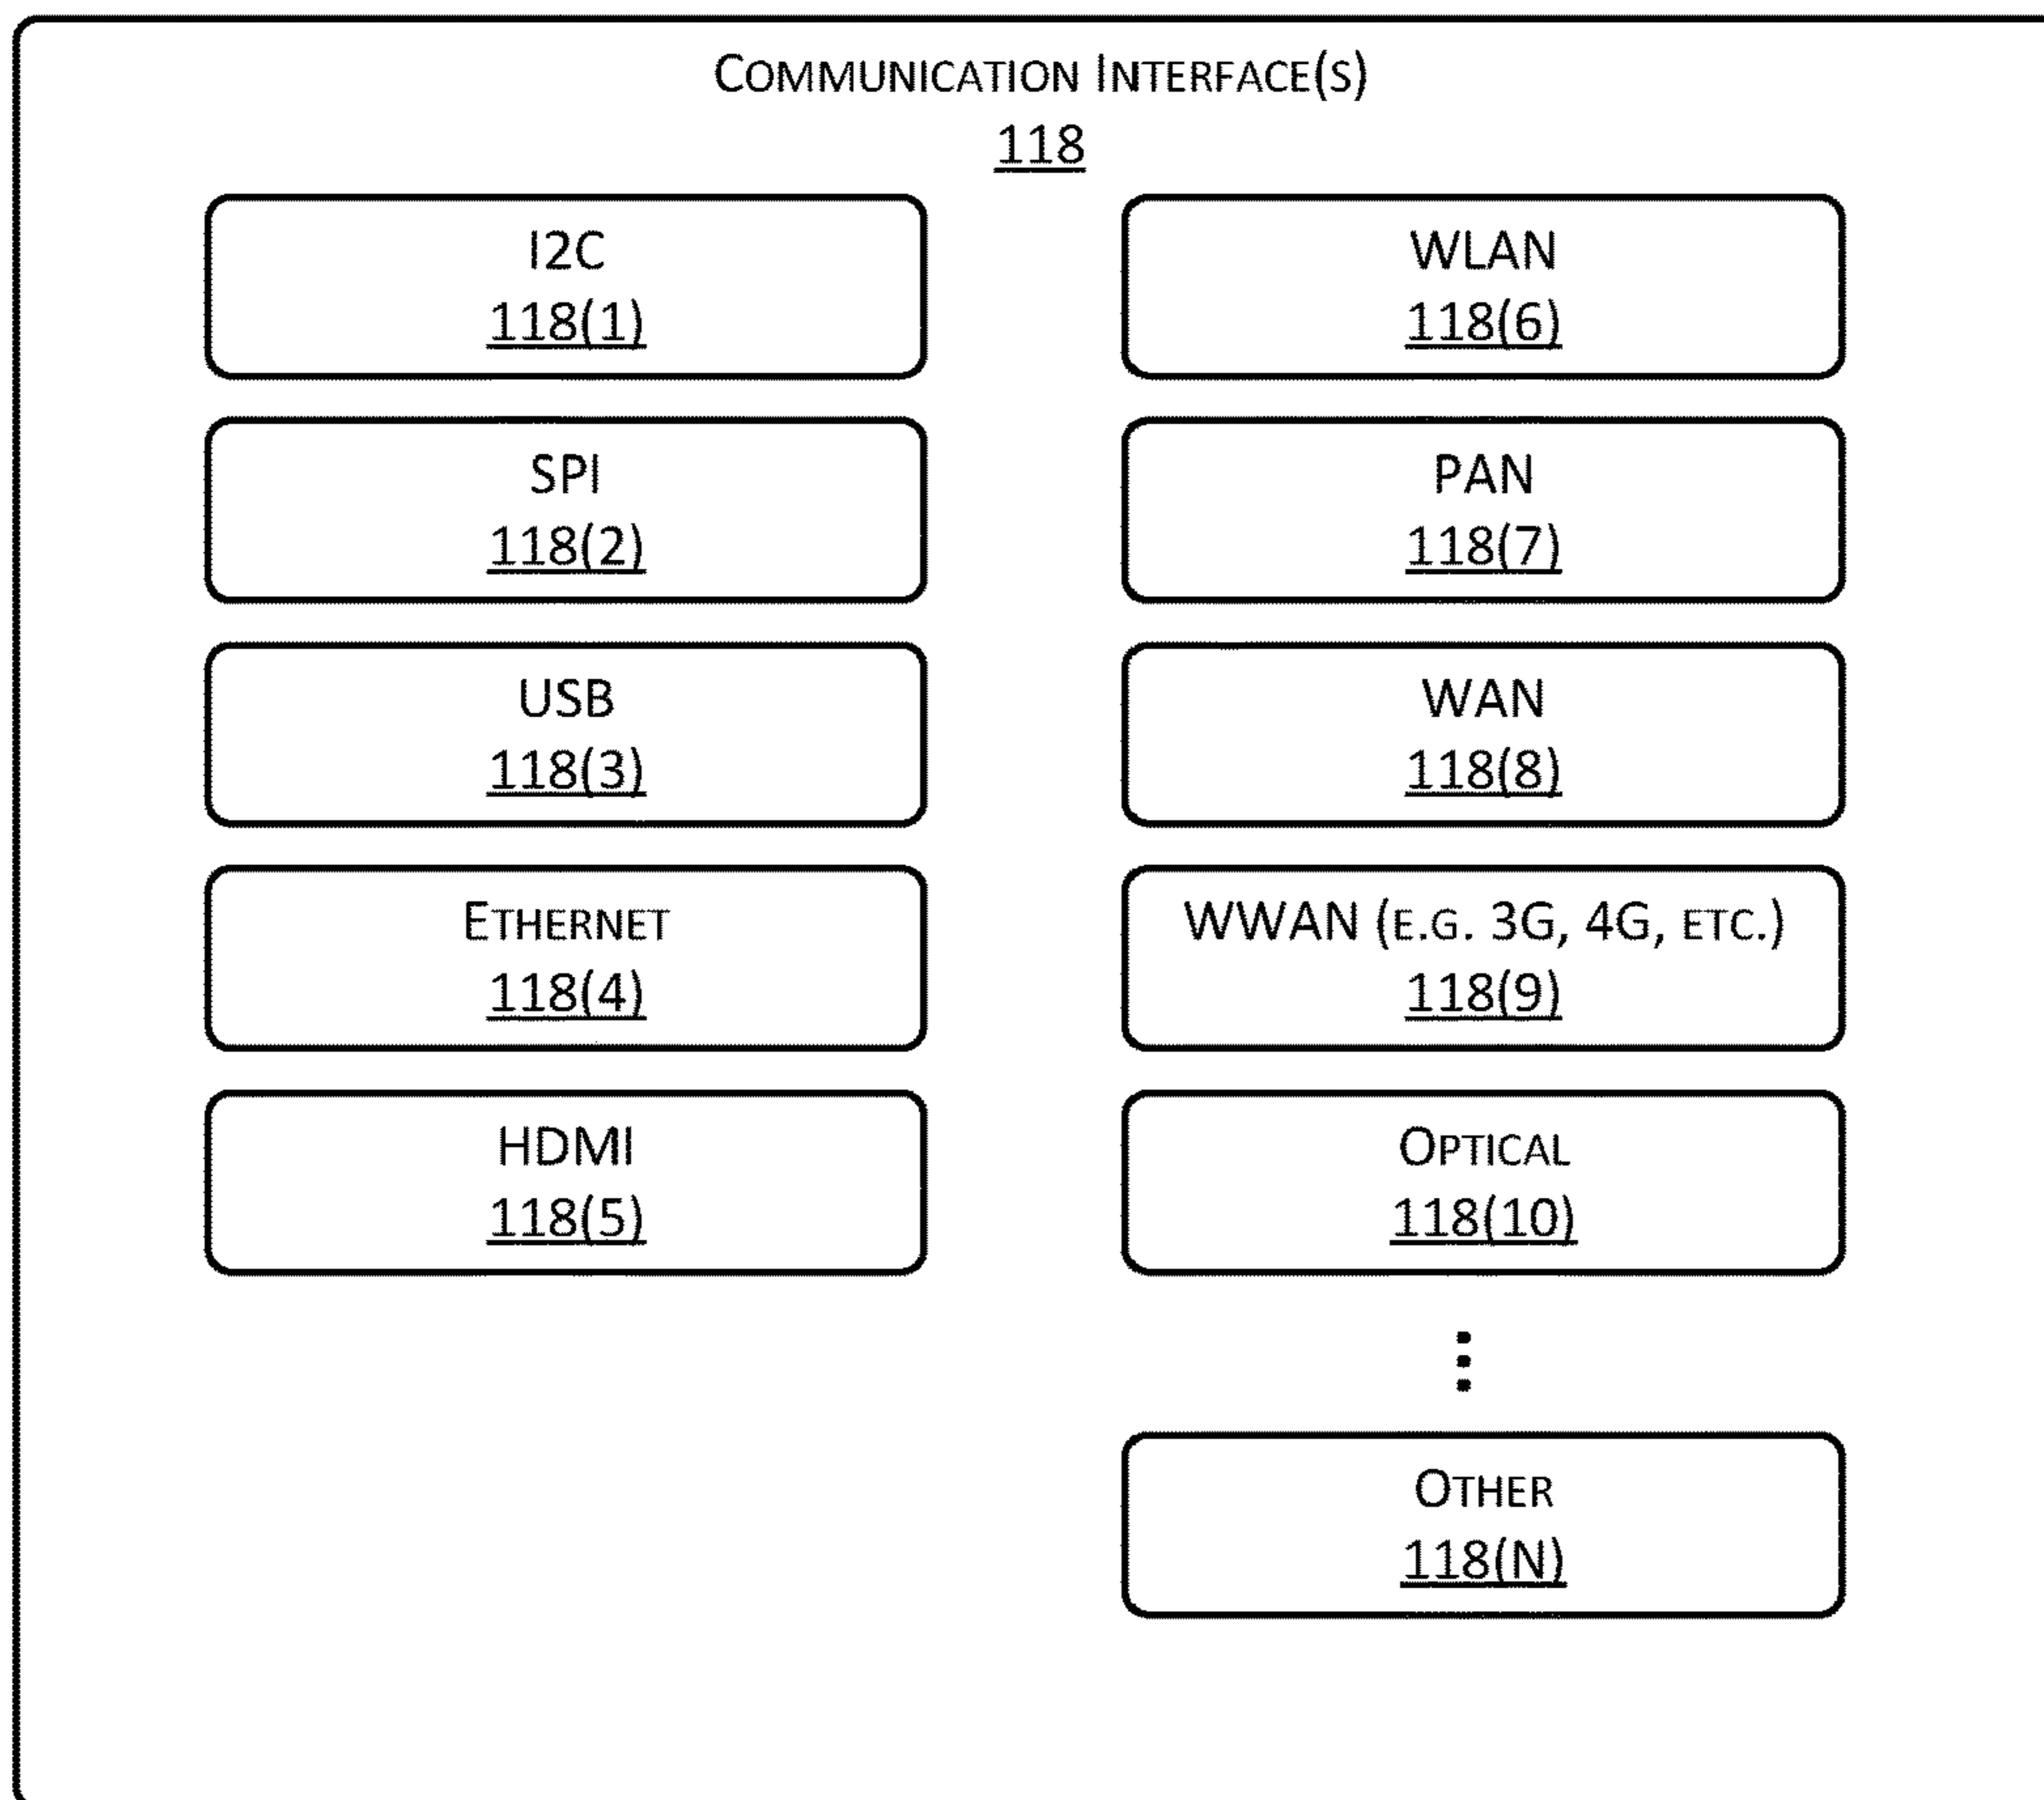 COMMUNICATION INTERFACE(S)
118
I2C
118(1)
SPI
118(2)
USB
118(3)
ETHERNET
118(4)
HDMI
118(5)
WLAN
118(6)
PAN
118(7)
WAN
118(8)
WWAN (E.G. 3G, 4G, ETC.)
118(9)
OPTICAL
118(10)
OTHER
118(N)